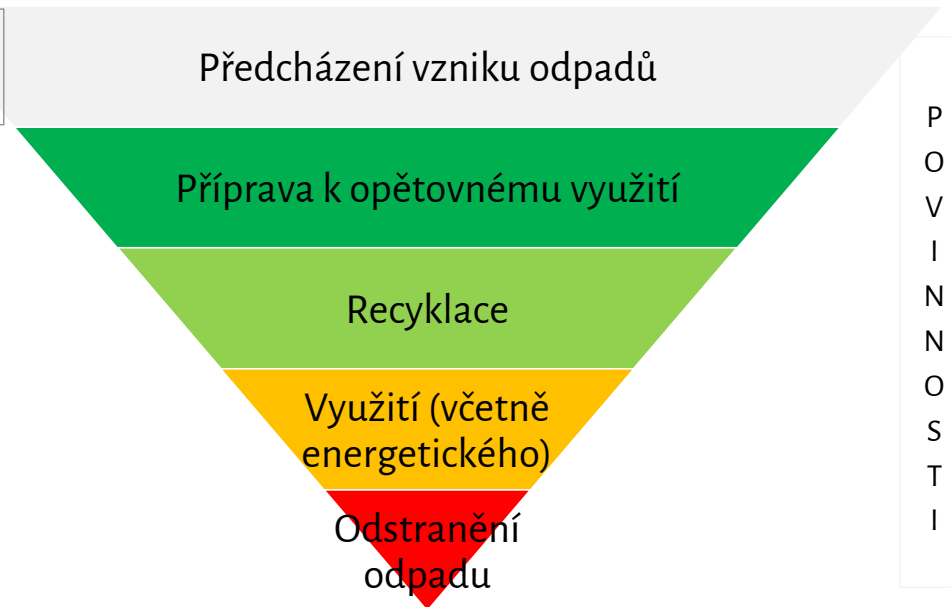 Předcházení vzniku odpadů
Příprava k opětovnému využití
Recyklace
Využití (včetně
energetického)
Odstranění
odpadu
P
O
V
I
N
N
O
S
T
I